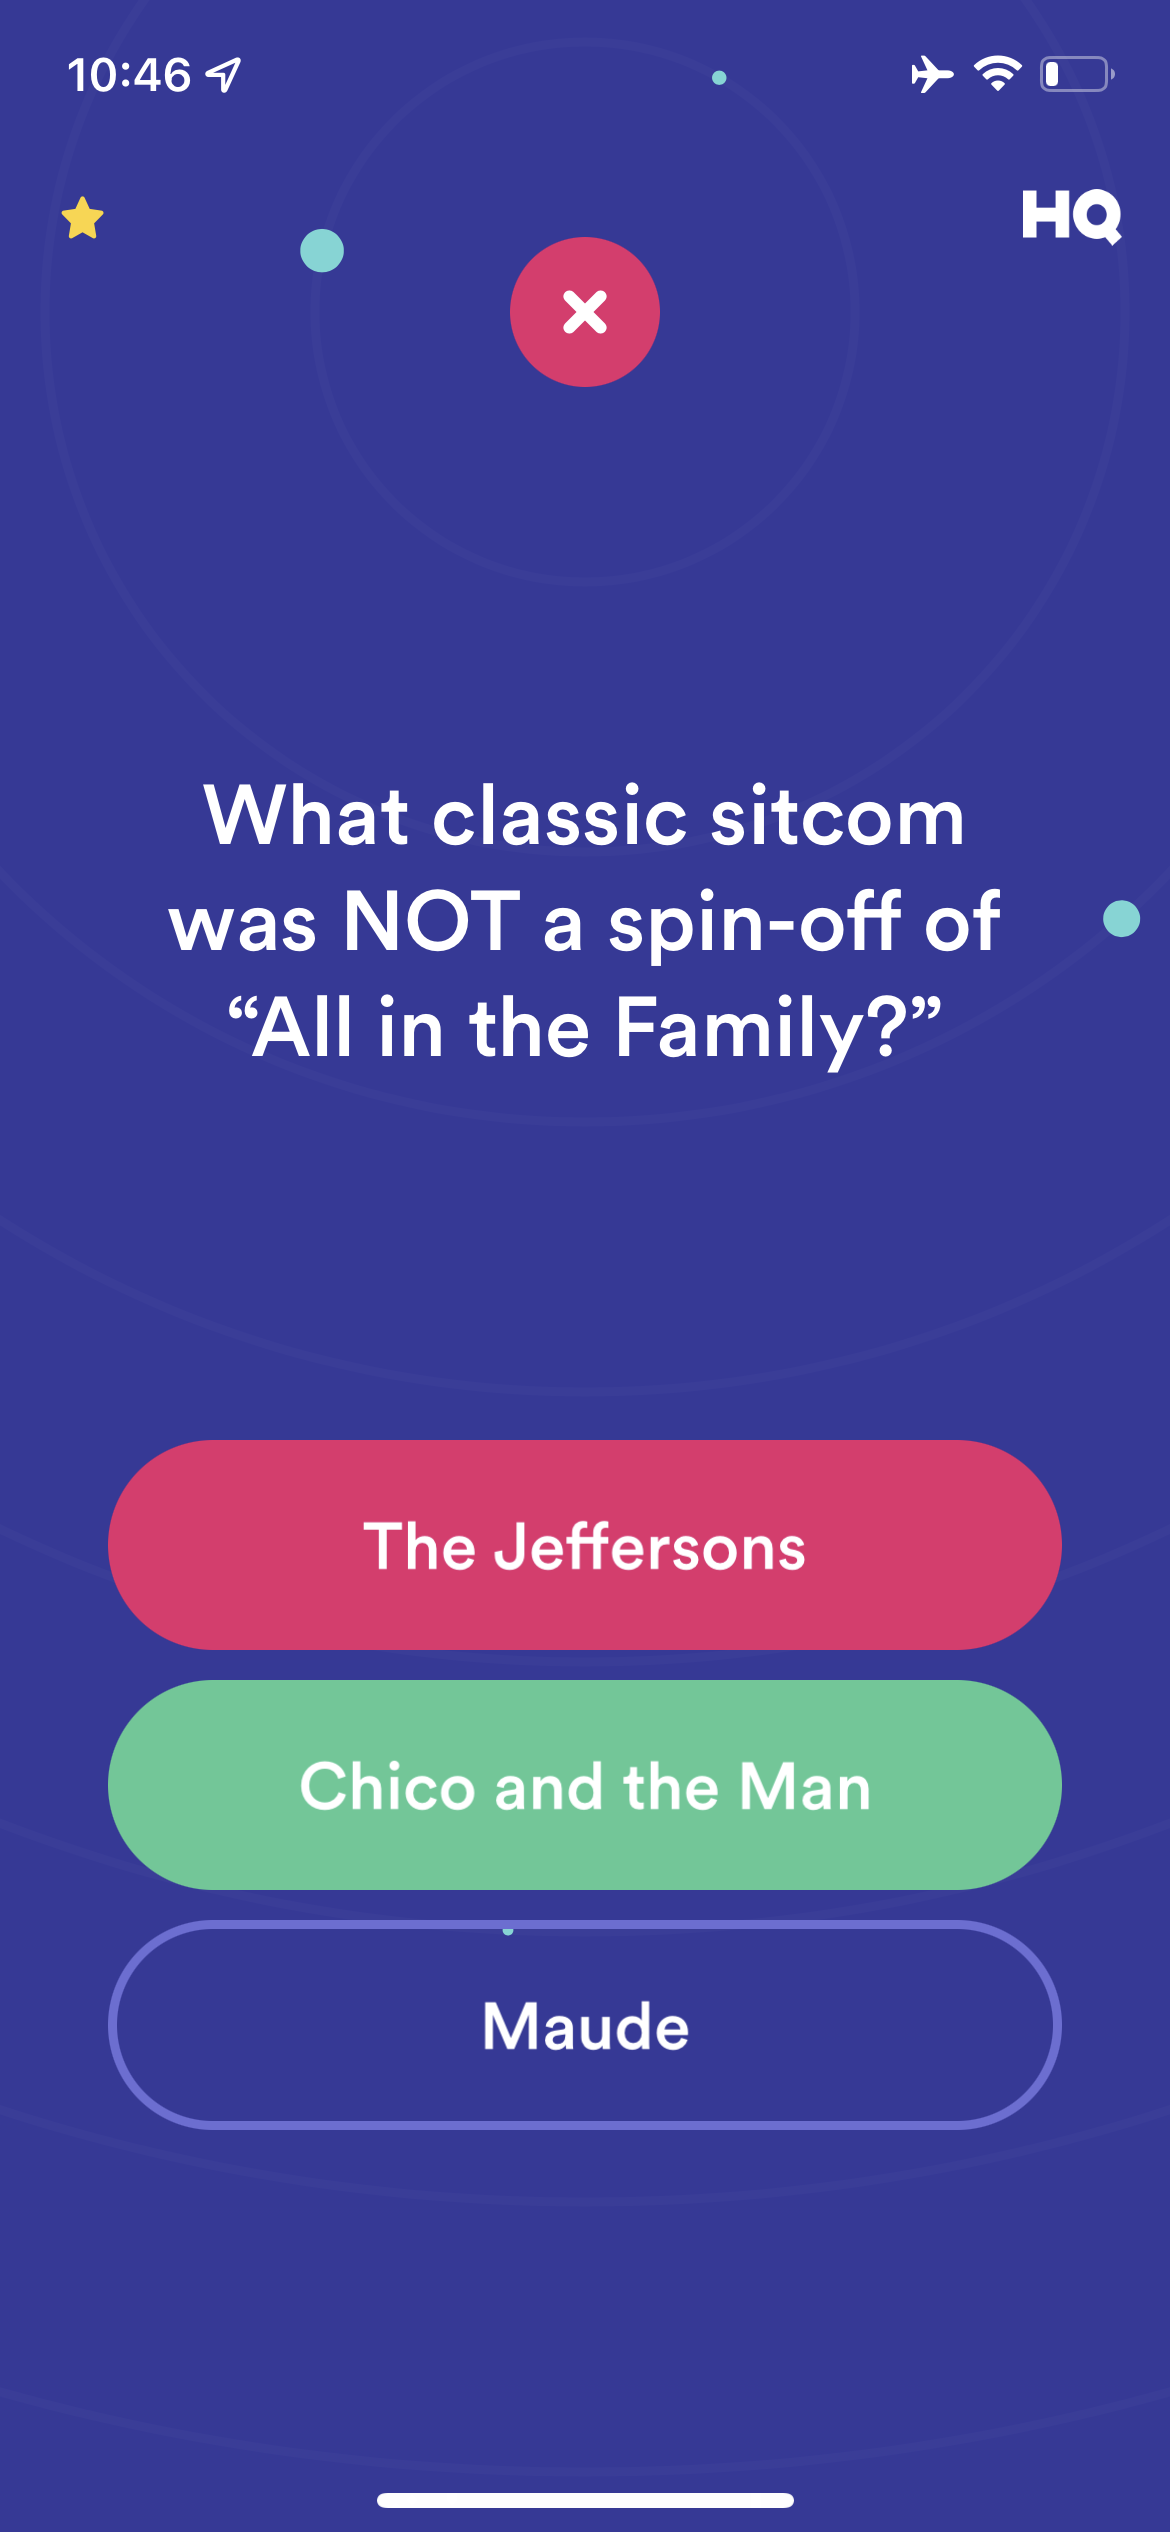 10:46
HQ
What classic sitcom
was NOT a spin-off of
“All in the Family?”
The Jeffersons
Chico and the Man
Maude